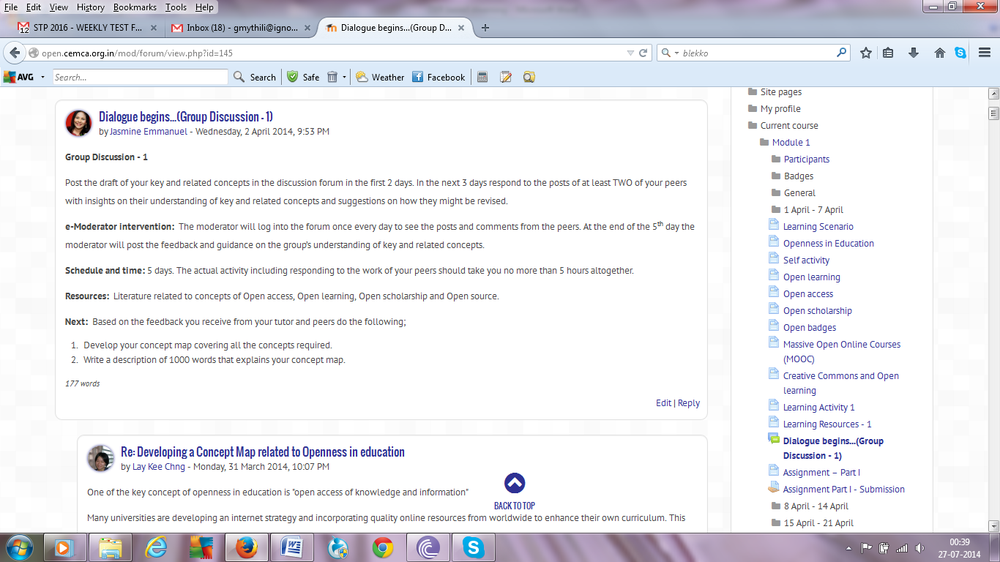 File Edit View History Bookmarks Tools Help
12 STP 2016 - WEEKLY TEST F...
Inbox (18) - gmythili@igno...
Dialogue begins...(Group D...
open.cemca.org.in/mod/forum/view.php?id=145
blekko
AVG Search... Search Safe Weather Facebook
Dialogue begins...(Group Discussion - 1)
by Jasmine Emmanuel - Wednesday, 2 April 2014, 9:53 PM
Group Discussion - 1
Post the draft of your key and related concepts in the discussion forum in the first 2 days. In the next 3 days respond to the posts of at least TWO of your peers
with insights on their understanding of key and related concepts and suggestions on how they might be revised.
e-Moderator intervention: The moderator will log into the forum once every day to see the posts and comments from the peers. At the end of the 5th day the
moderator will post the feedback and guidance on the group's understanding of key and related concepts.
Schedule and time: 5 days. The actual activity including responding to the work of your peers should take you no more than 5 hours altogether.
Resources: Literature related to concepts of Open access, Open learning, Open scholarship and Open source.
Next: Based on the feedback you receive from your tutor and peers do the following;
1. Develop your concept map covering all the concepts required.
2. Write a description of 1000 words that explains your concept map.
177 words
Edit | Reply
Re: Developing a Concept Map related to Openness in education
by Lay Kee Chng - Monday, 31 March 2014, 10:07 PM
One of the key concept of openness in education is "open access of knowledge and information"
Many universities are developing an internet strategy and incorporating quality online resources from worldwide to enhance their own curriculum. This
BACK TO TOP
Site pages
My profile
Current course
Module 1
Participants
Badges
General
1 April - 7 April
Learning Scenario
Openness in Education
Self activity
Open learning
Open access
Open scholarship
Open badges
Massive Open Online Courses
(MOOC)
Creative Commons and Open
learning
Learning Activity 1
Learning Resources - 1
Dialogue begins...(Group
Discussion - 1)
Assignment – Part I
Assignment Part I - Submission
8 April - 14 April
15 April - 21 April
00:39
27-07-2014